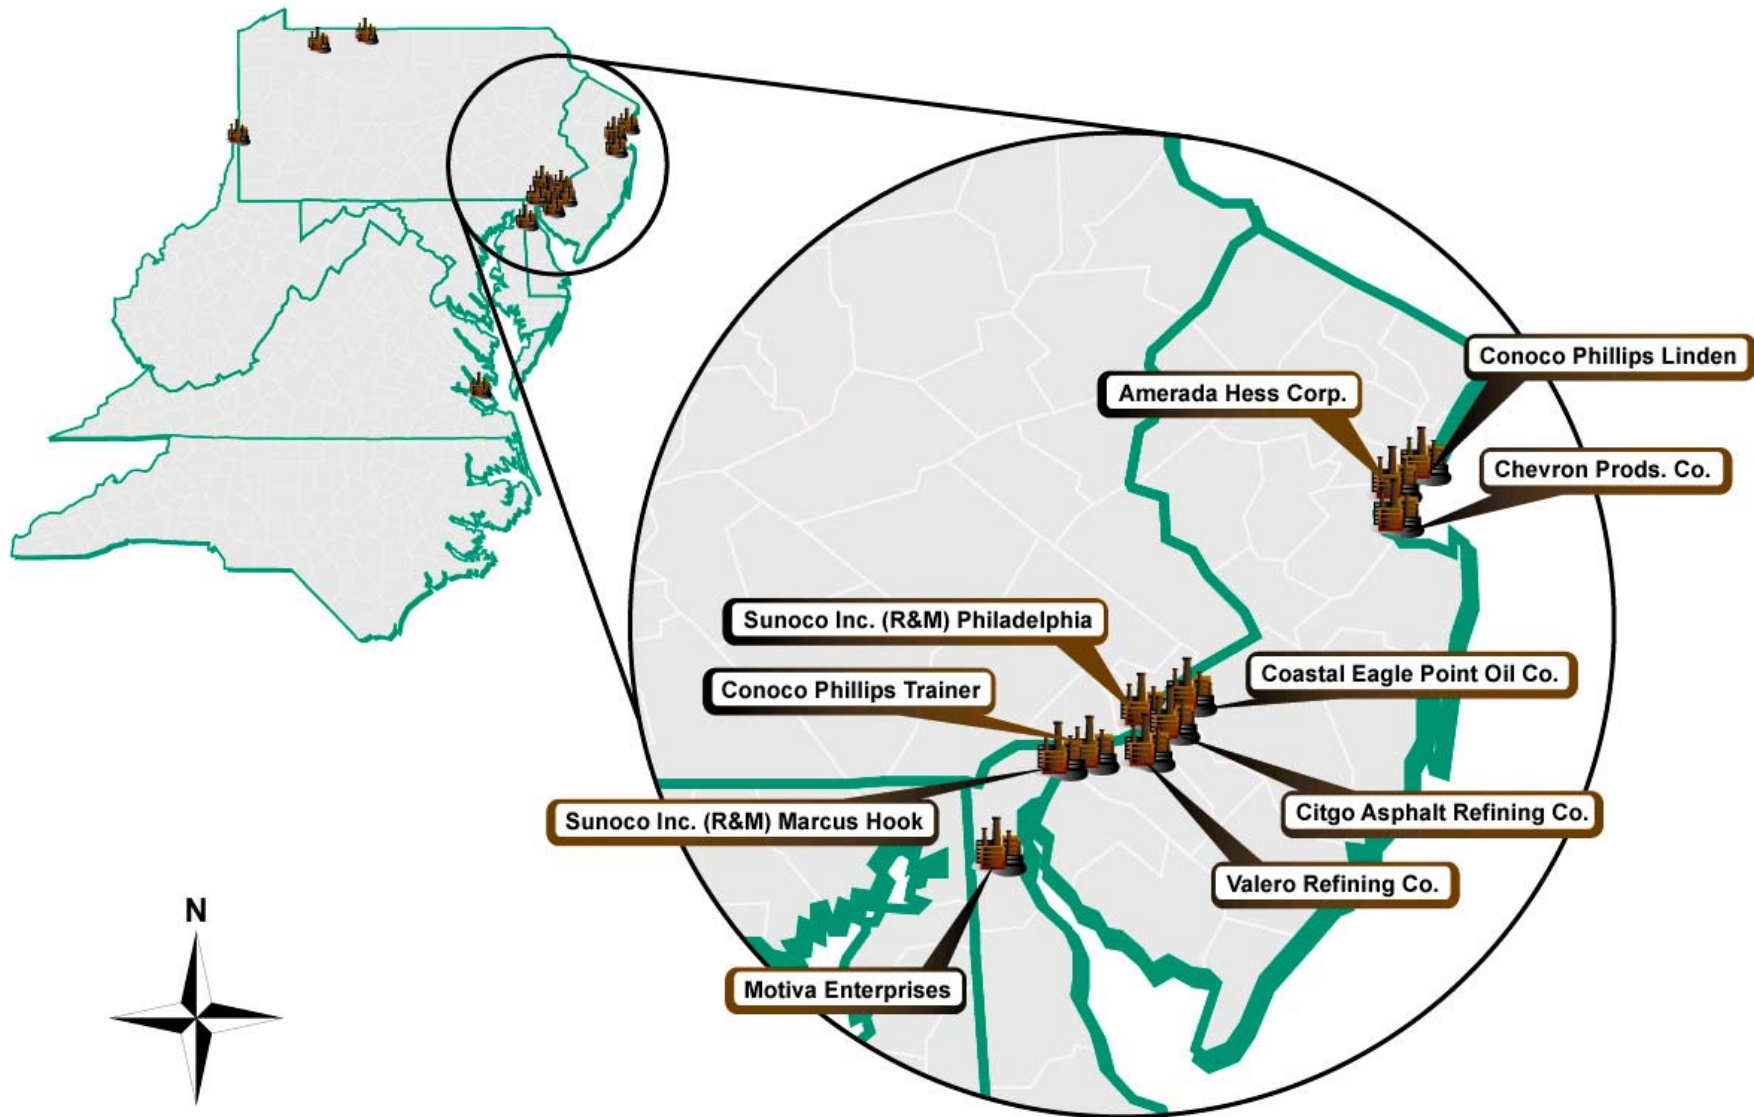 Conoco Phillips Linden
Amerada Hess Corp.
Chevron Prods. Co.
Sunoco Inc. (R&M) Philadelphia
Coastal Eagle Point Oil Co.
Conoco Phillips Trainer
Citgo Asphalt Refining Co.
Sunoco Inc. (R&M) Marcus Hook
Valero Refining Co.
N
Motiva Enterprises